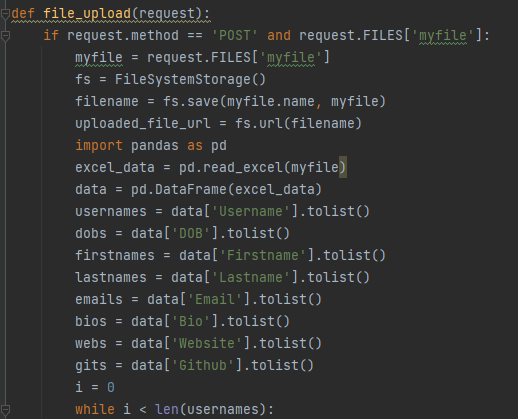 def file_upload(request):
if request.method == 'POST' and request.FILES['myfile']:
myfile = request.FILES['myfile']
fs = FileSystemStorage()
filename = fs.save(myfile.name, myfile)
uploaded_file_url = fs.url(filename)
import pandas as pd
excel_data = pd.read_excel(myfile)
data = pd.DataFrame(excel_data)
usernames = data['Username'].tolist()
dobs = data['DOB'].tolist()
firstnames = data['Firstname'].tolist()
lastnames = data['Lastname'].tolist()
emails = data['Email'].tolist()
bios = data['Bio'].tolist()
webs = data['Website'].tolist()
gits = data['Github'].tolist()
i = 0
while i < len(usernames):